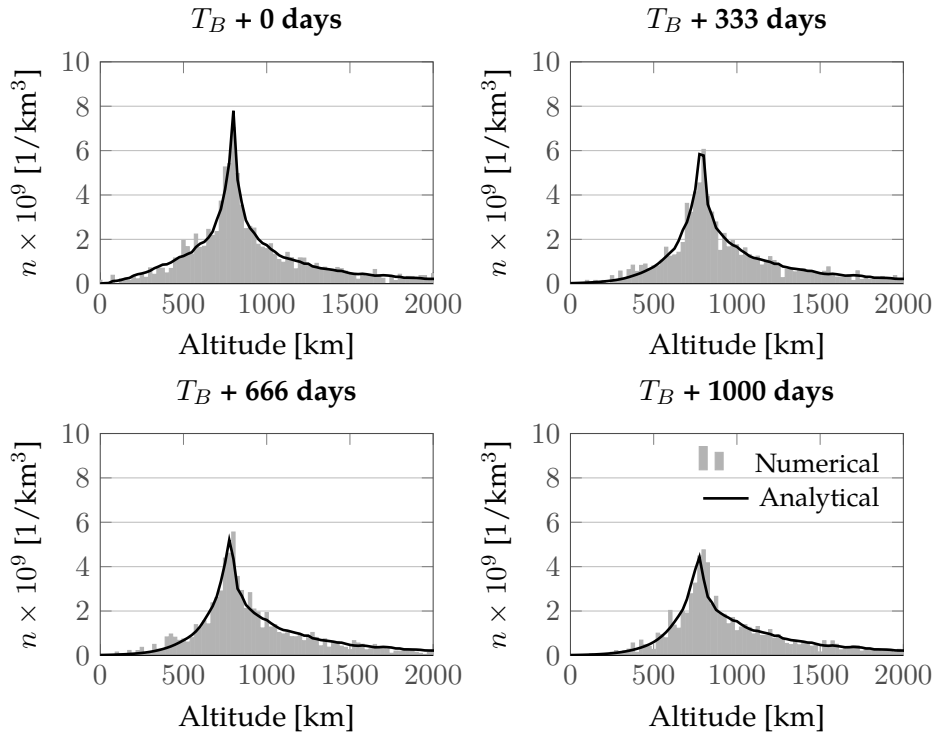 T_B + 0 days
10
8
6
4
2
0
n × 10^9 [1/km^3]
0 500 1000 1500 2000
Altitude [km]
T_B + 333 days
10
8
6
4
2
0
n × 10^9 [1/km^3]
0 500 1000 1500 2000
Altitude [km]
T_B + 666 days
10
8
6
4
2
0
n × 10^9 [1/km^3]
0 500 1000 1500 2000
Altitude [km]
T_B + 1000 days
10
8
6
4
2
0
n × 10^9 [1/km^3]
Numerical
Analytical
0 500 1000 1500 2000
Altitude [km]